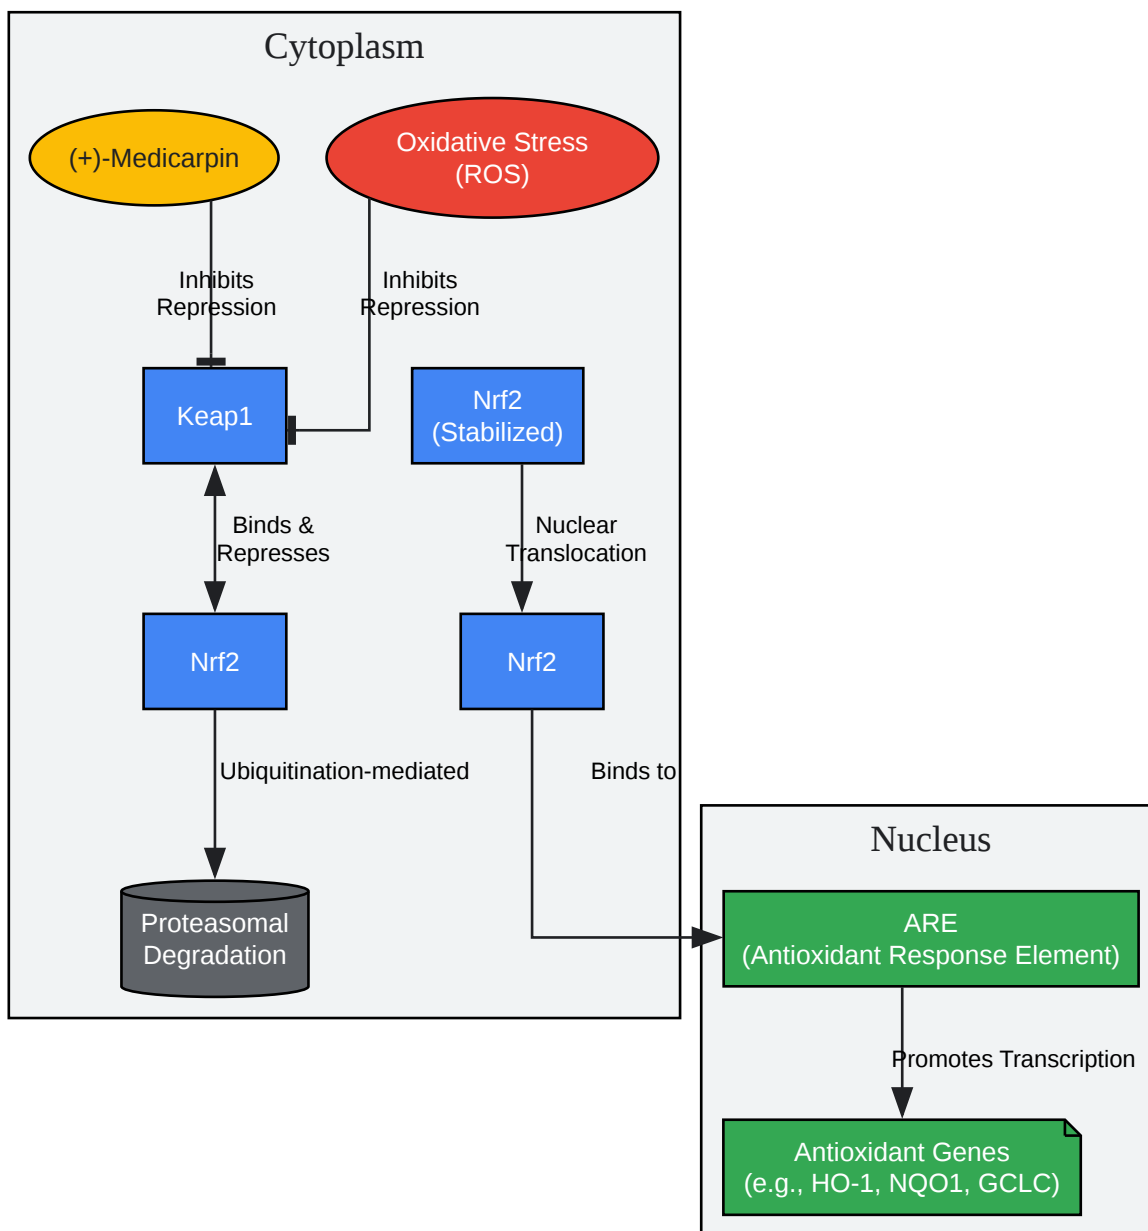 Cytoplasm
(+)-Medicarpin
Oxidative Stress
(ROS)
Inhibits
Repression
Inhibits
Repression
Keap1
Nrf2
(Stabilized)
Binds &
Represses
Nuclear
Translocation
Nrf2
Nrf2
Ubiquitination-mediated
Binds to
Nucleus
Proteasomal
Degradation
ARE
(Antioxidant Response Element)
Promotes Transcription
Antioxidant Genes
(e.g., HO-1, NQO1, GCLC)